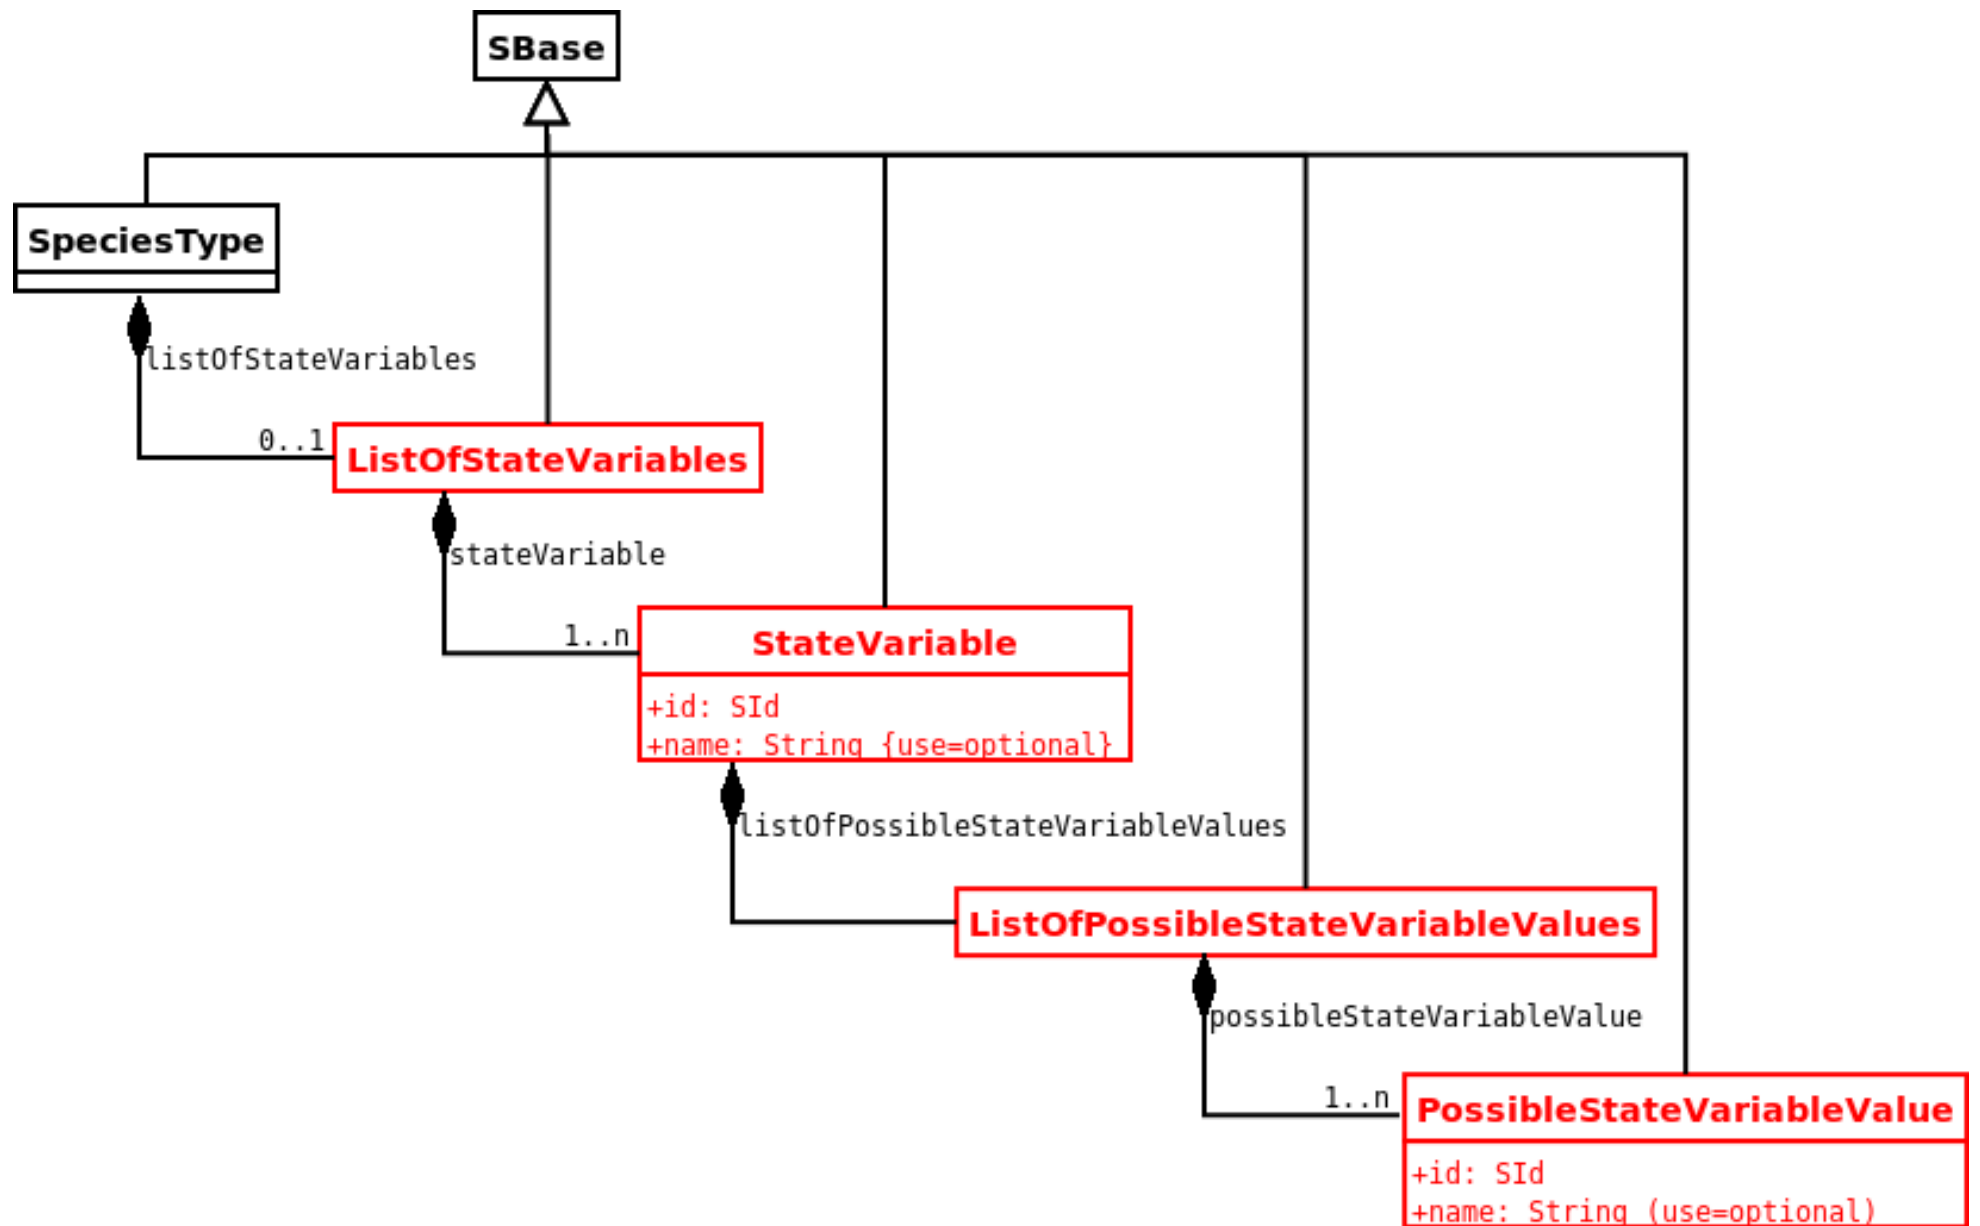 SBase
SpeciesType
listOfStateVariables
0..1
ListOfStateVariables
stateVariable
1..n
StateVariable
+id: SId
+name: String {use=optional}
listOfPossibleStateVariableValues
ListOfPossibleStateVariableValues
possibleStateVariableValue
1..n
PossibleStateVariableValue
+id: SId
+name: String (use=optional)